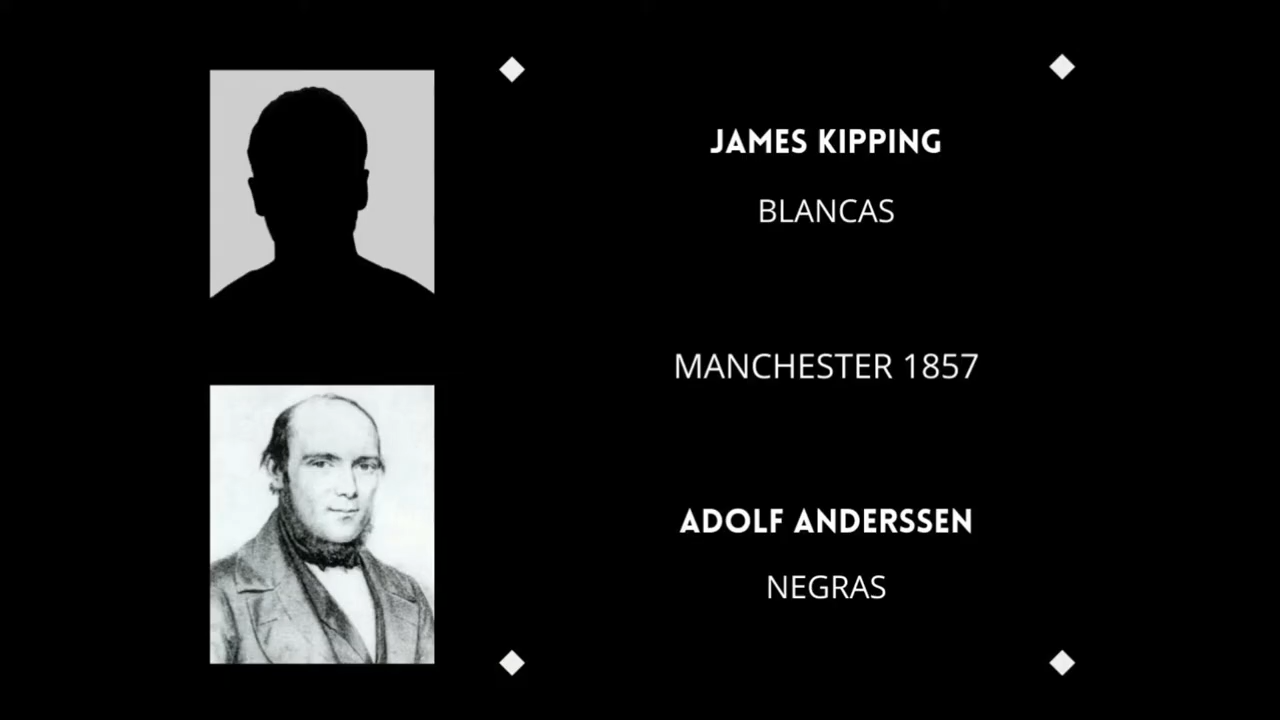 JAMES KIPPING
BLANCAS
MANCHESTER 1857
ADOLF ANDERSSEN
NEGRAS